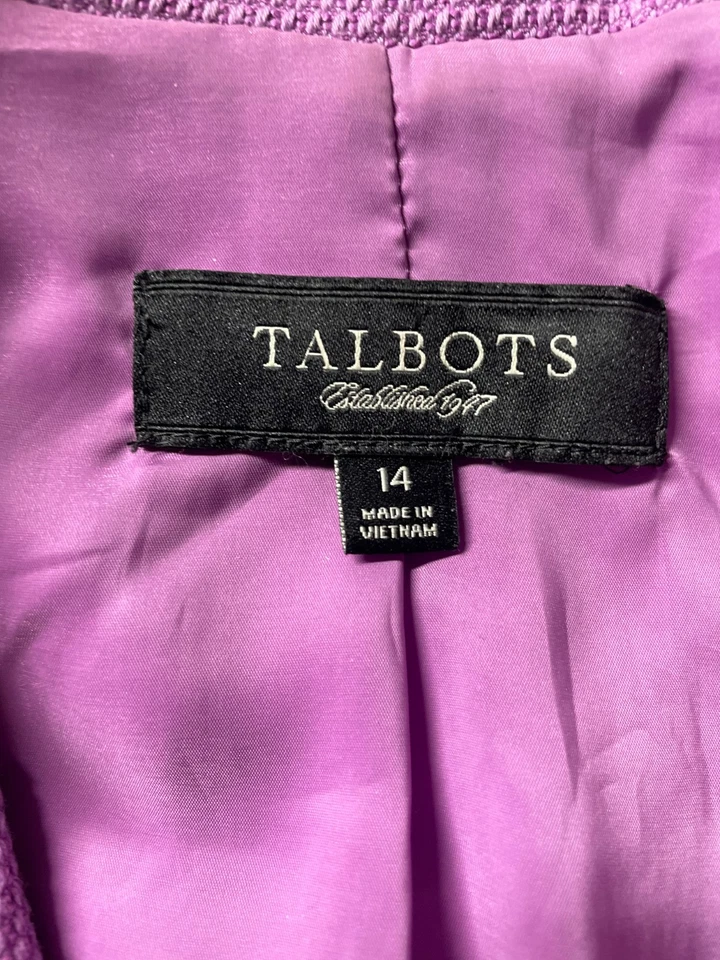 TALBOTS
Established 1947
14
MADE IN
VIETNAM